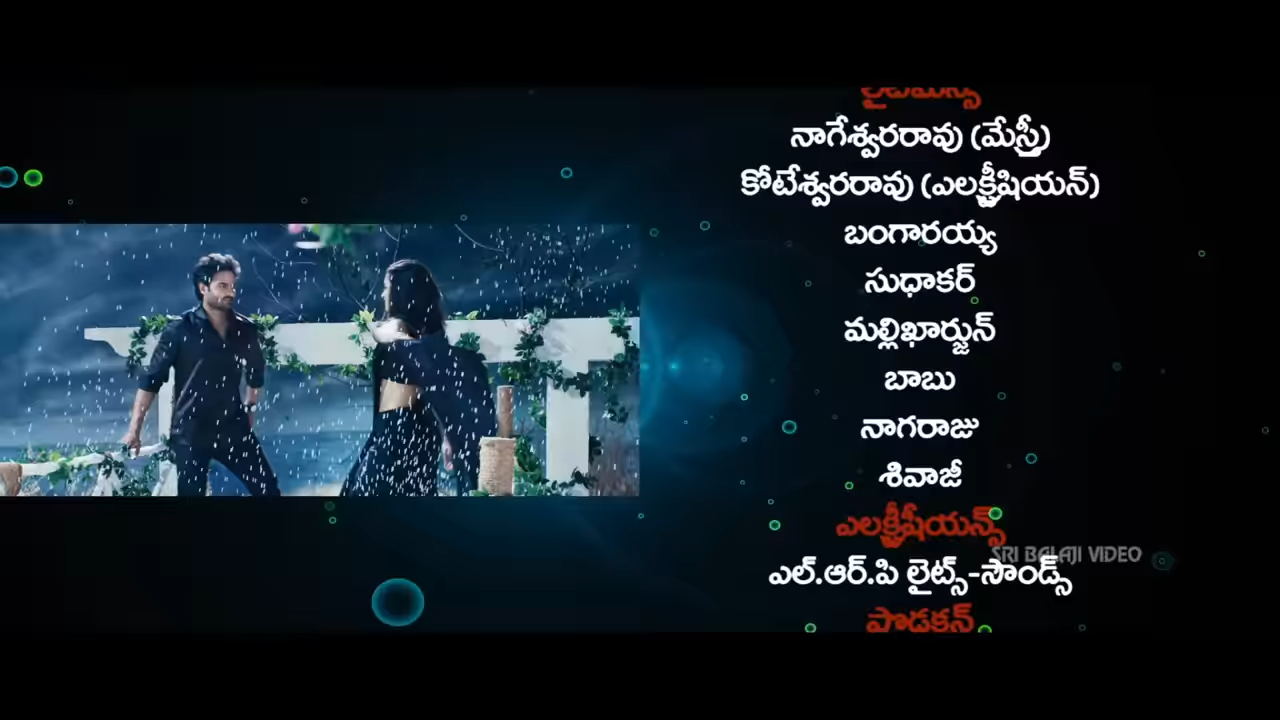 లైటిమెన్స్
నాగేశ్వరరావు (మేస్త్రీ)
కోటేశ్వరరావు (ఎలక్ట్రీషియన్)
బంగారయ్య
సుధాకర్
మల్లిఖార్జున్
బాబు
నాగరాజు
శివాజీ
ఎలక్ట్రీషీయన్స్
SRI BALAJI VIDEO
ఎల్.ఆర్.పి లైట్స్-సౌండ్స్